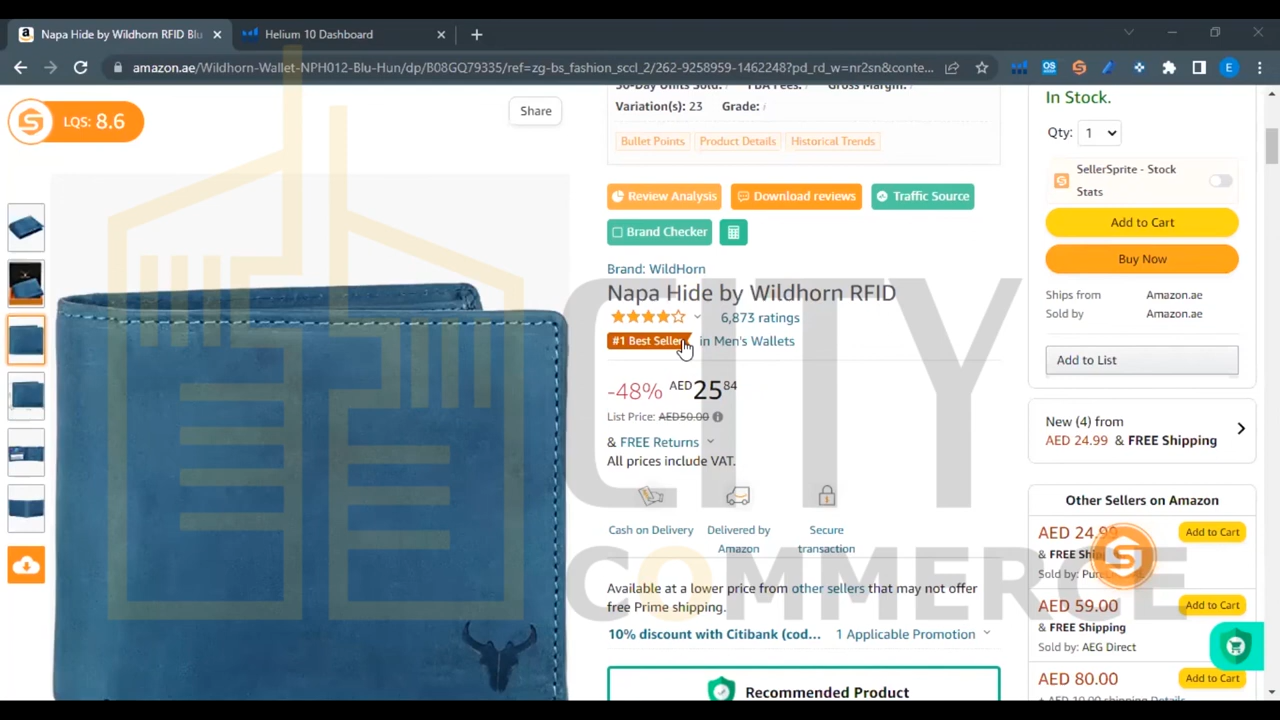 Napa Hide by Wildhorn RFID Blu
Helium 10 Dashboard
amazon.ae/Wildhorn-Wallet-NPH012-Blu-Hun/dp/B08GQ79335/ref=zg-bs_fashion_sccl_2/262-9258959-1462248?pd_rd_w=nr2sn&conte...
LQS: 8.6
Share
Variation(s): 23 Grade:
Bullet Points Product Details Historical Trends
Review Analysis Download reviews Traffic Source
Brand Checker
Brand: WildHorn
Napa Hide by Wildhorn RFID
6,873 ratings
#1 Best Seller in Men's Wallets
-48% AED 25 84
List Price: AED50.00
& FREE Returns
All prices include VAT.
Cash on Delivery
Delivered by Amazon
Secure transaction
Available at a lower price from other sellers that may not offer
free Prime shipping.
10% discount with Citibank (cod... 1 Applicable Promotion
Recommended Product
In Stock.
Qty: 1
SellerSprite - Stock
Stats
Add to Cart
Buy Now
Ships from Amazon.ae
Sold by Amazon.ae
Add to List
New (4) from
AED 24.99 & FREE Shipping
Other Sellers on Amazon
AED 24.99 Add to Cart
& FREE
Sold by:
AED 59.00 Add to Cart
& FREE Shipping
Sold by: AEG Direct
AED 80.00 Add to Cart
CITY
COMMERCE